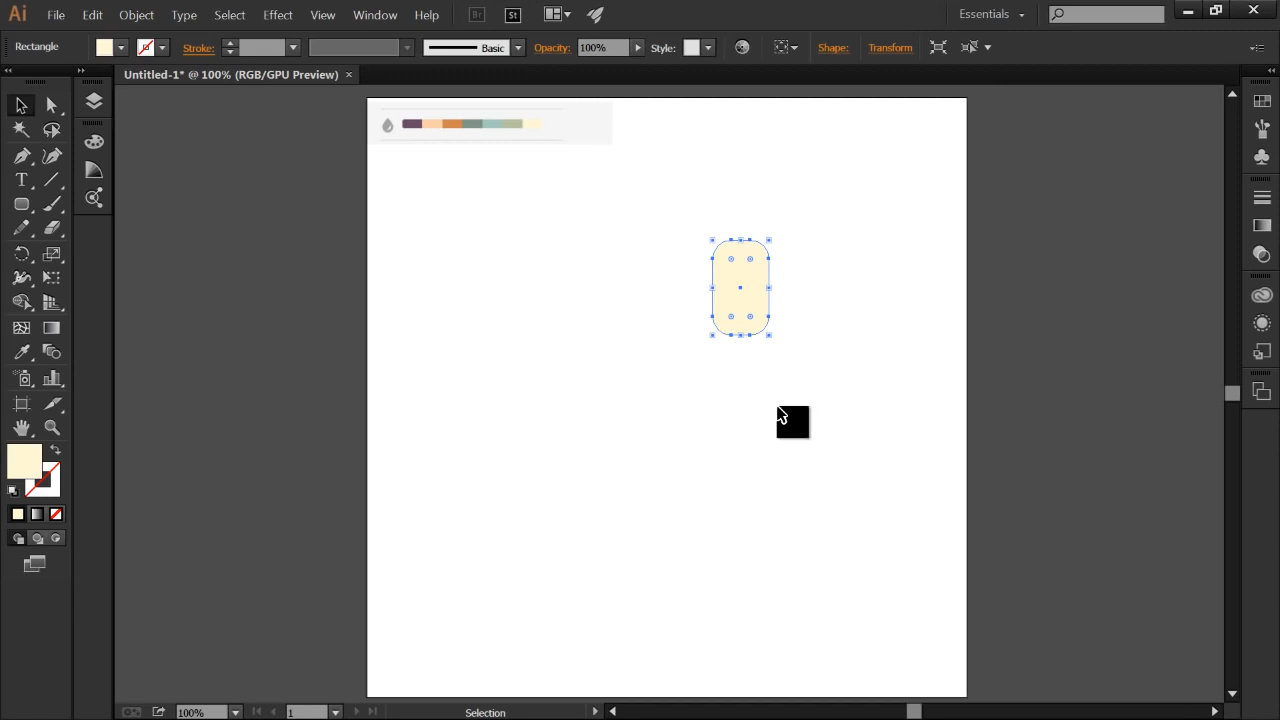 Ai File Edit Object Type Select Effect View Window Help Br St Essentials
Rectangle Stroke: Basic Opacity: 100% Style: Shape: Transform
Untitled-1* @ 100% (RGB/GPU Preview) ×
T
100% 1 Selection